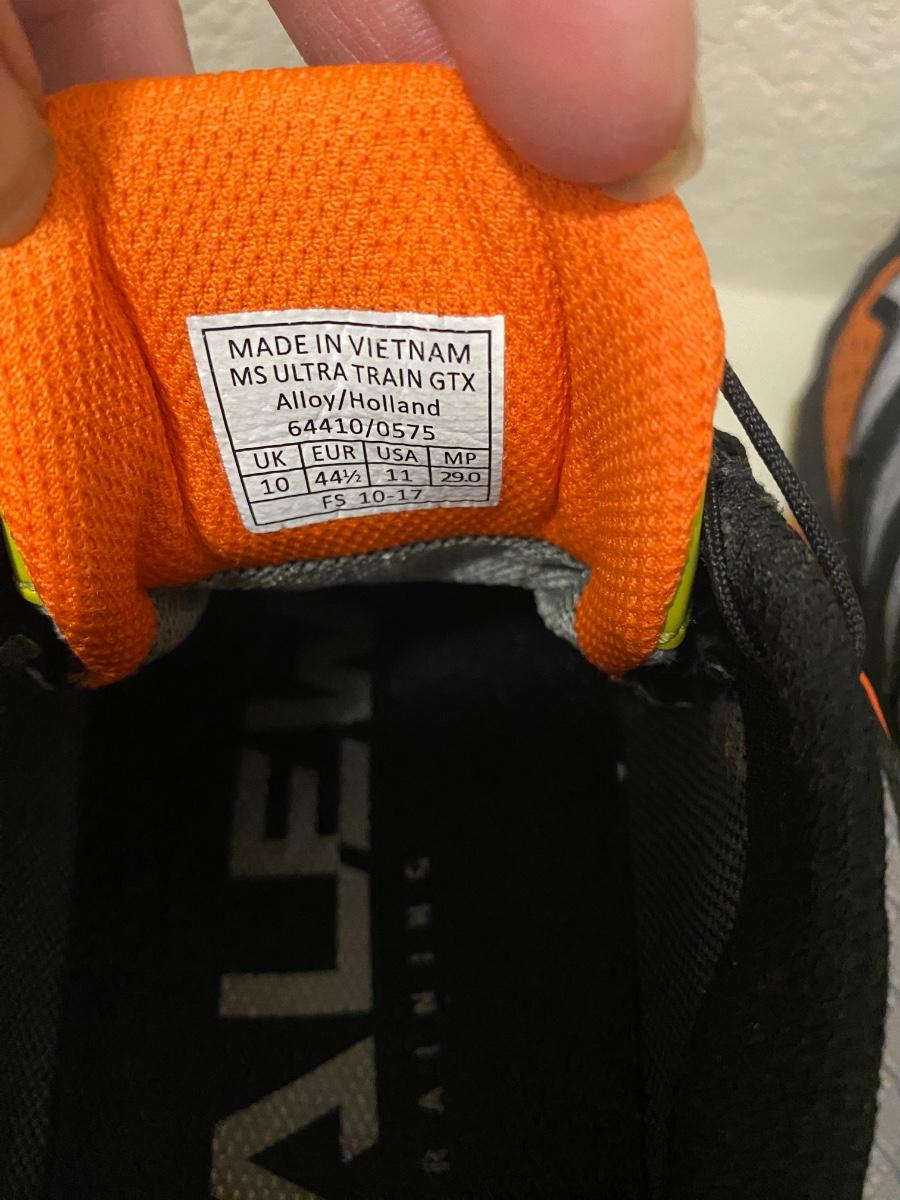 MADE IN VIETNAM
MS ULTRA TRAIN GTX
Alloy/Holland
64410/0575
UK EUR USA MP
10 44½ 11 29.0
FS 10-17